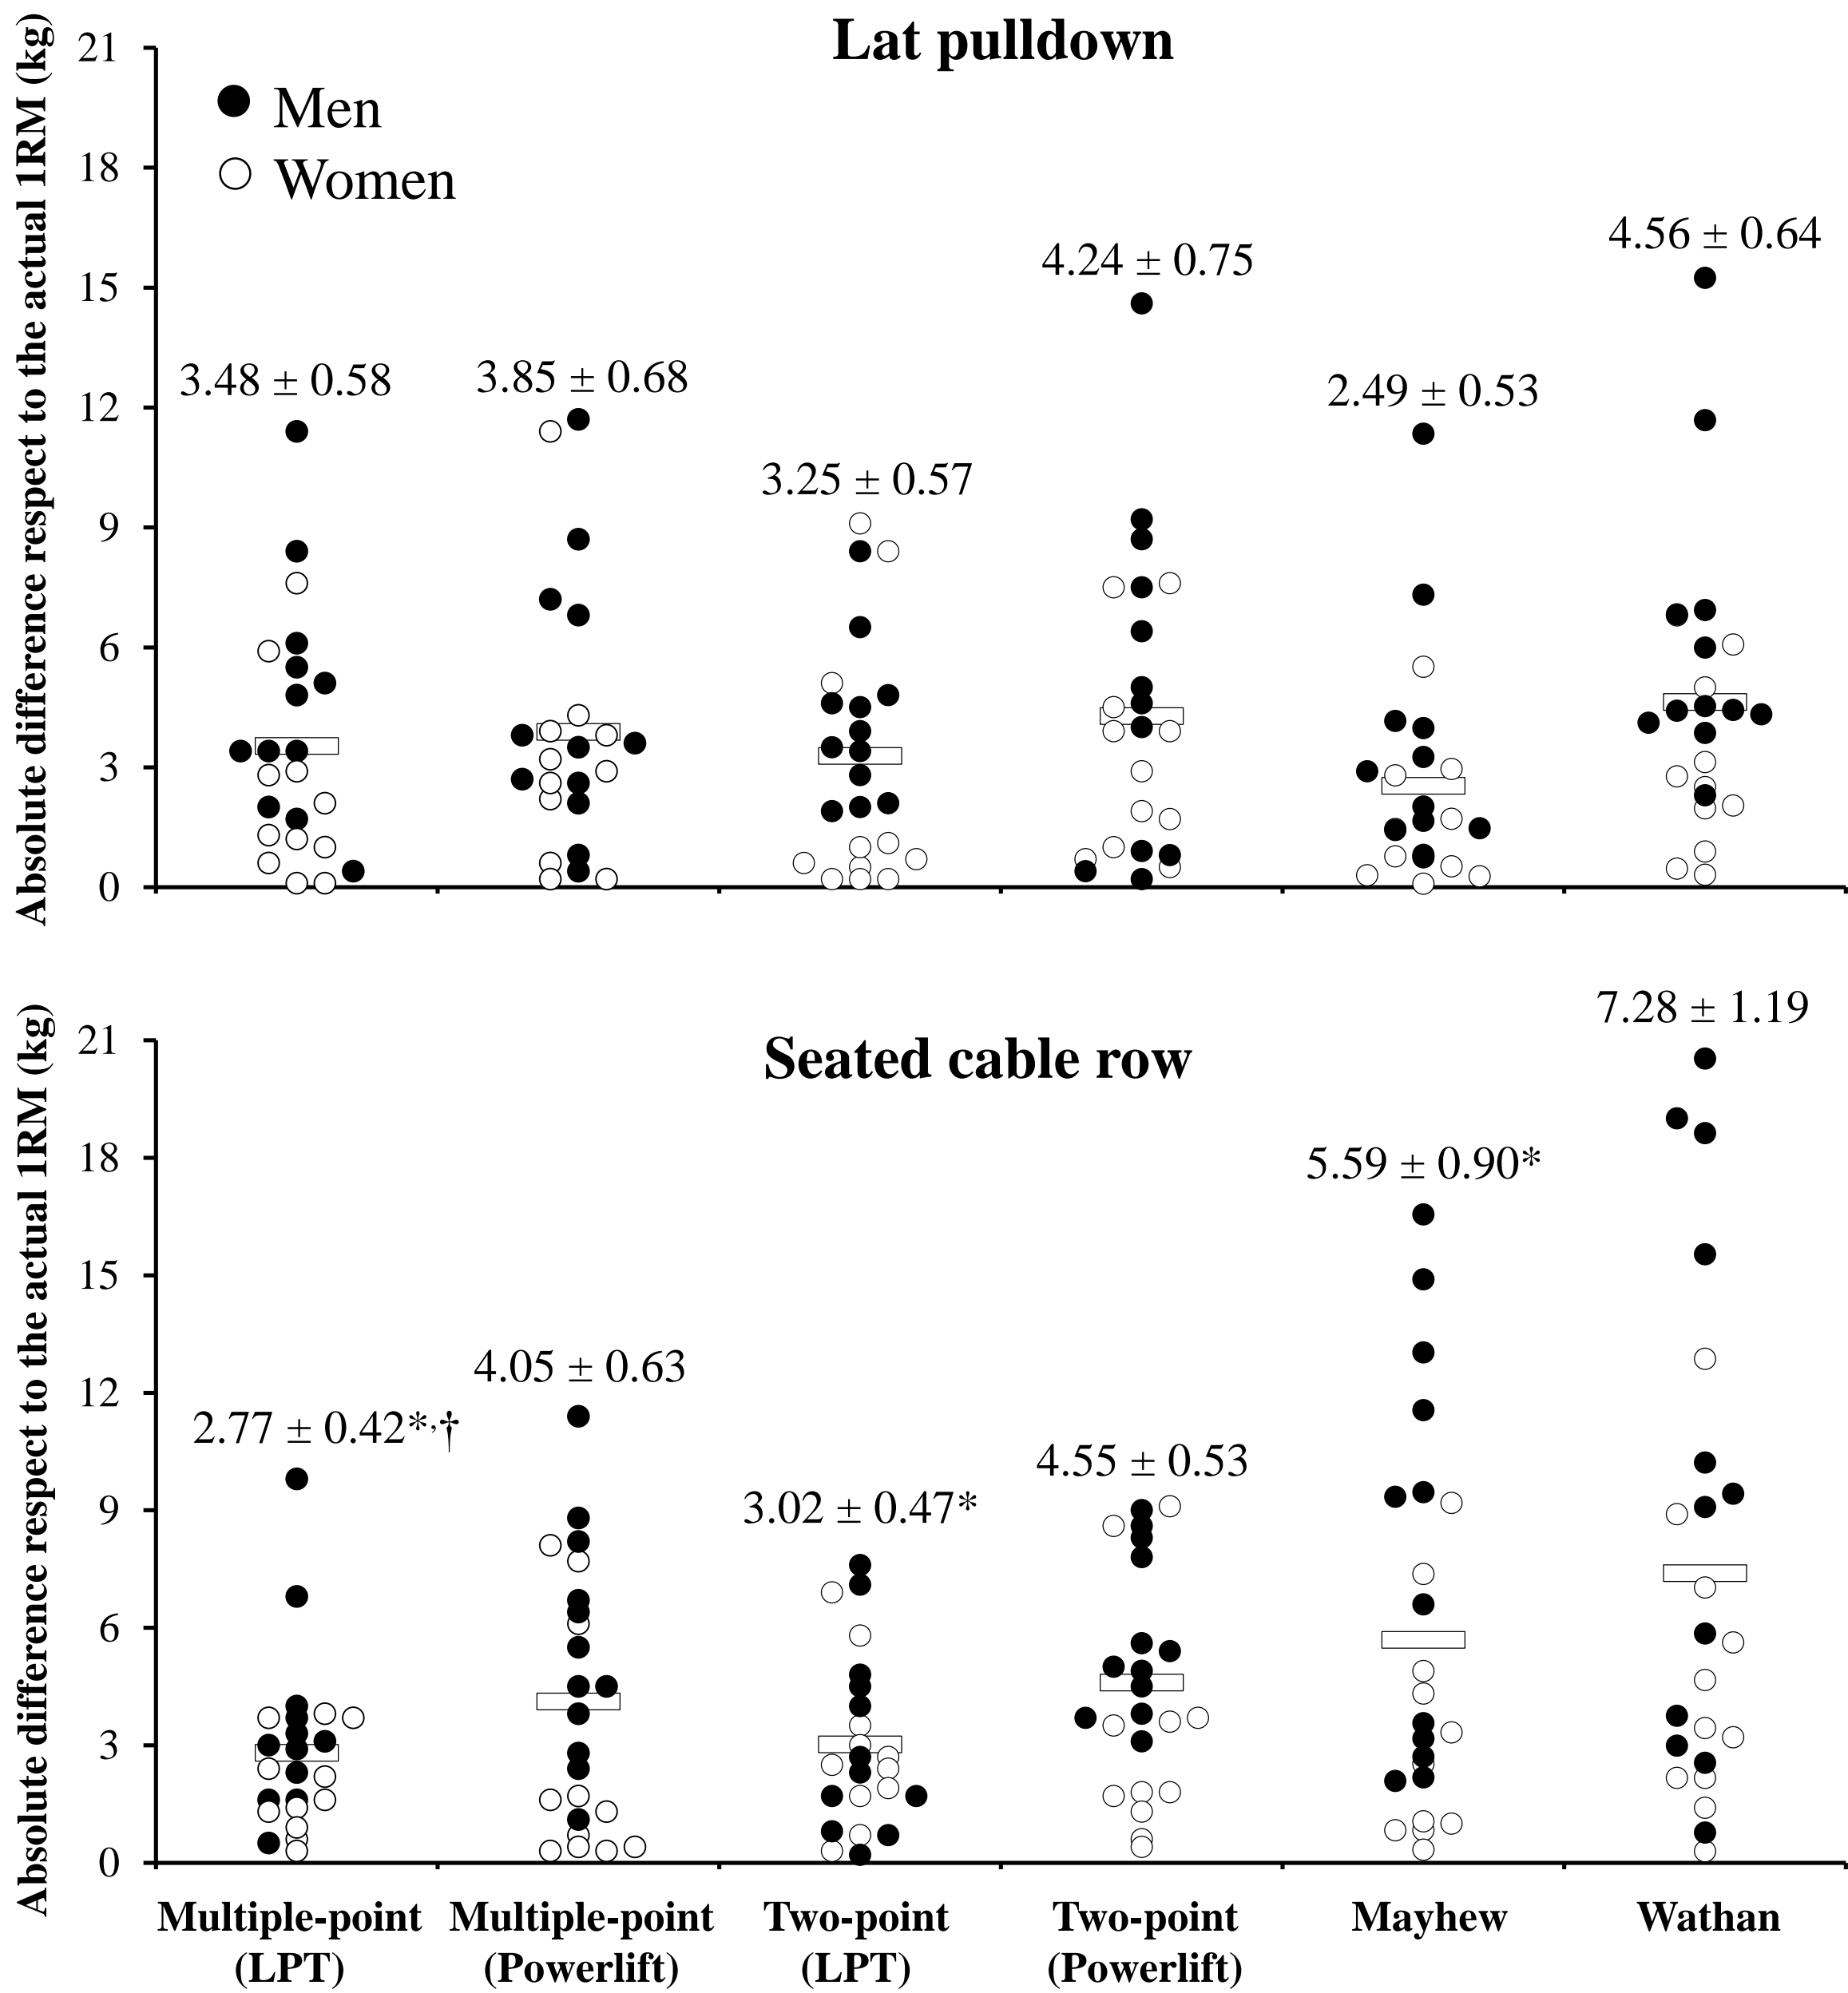 Lat pulldown
Absolute difference respect to the actual 1RM (kg)
21
18
15
12
9
6
3
0
Men
Women
3.48 ± 0.58
3.85 ± 0.68
3.25 ± 0.57
4.24 ± 0.75
2.49 ± 0.53
4.56 ± 0.64
Seated cable row
Absolute difference respect to the actual 1RM (kg)
21
18
15
12
9
6
3
0
2.77 ± 0.42*,†
4.05 ± 0.63
3.02 ± 0.47*
4.55 ± 0.53
5.59 ± 0.90*
7.28 ± 1.19
Multiple-point
(LPT)
Multiple-point
(Powerlift)
Two-point
(LPT)
Two-point
(Powerlift)
Mayhew
Wathan